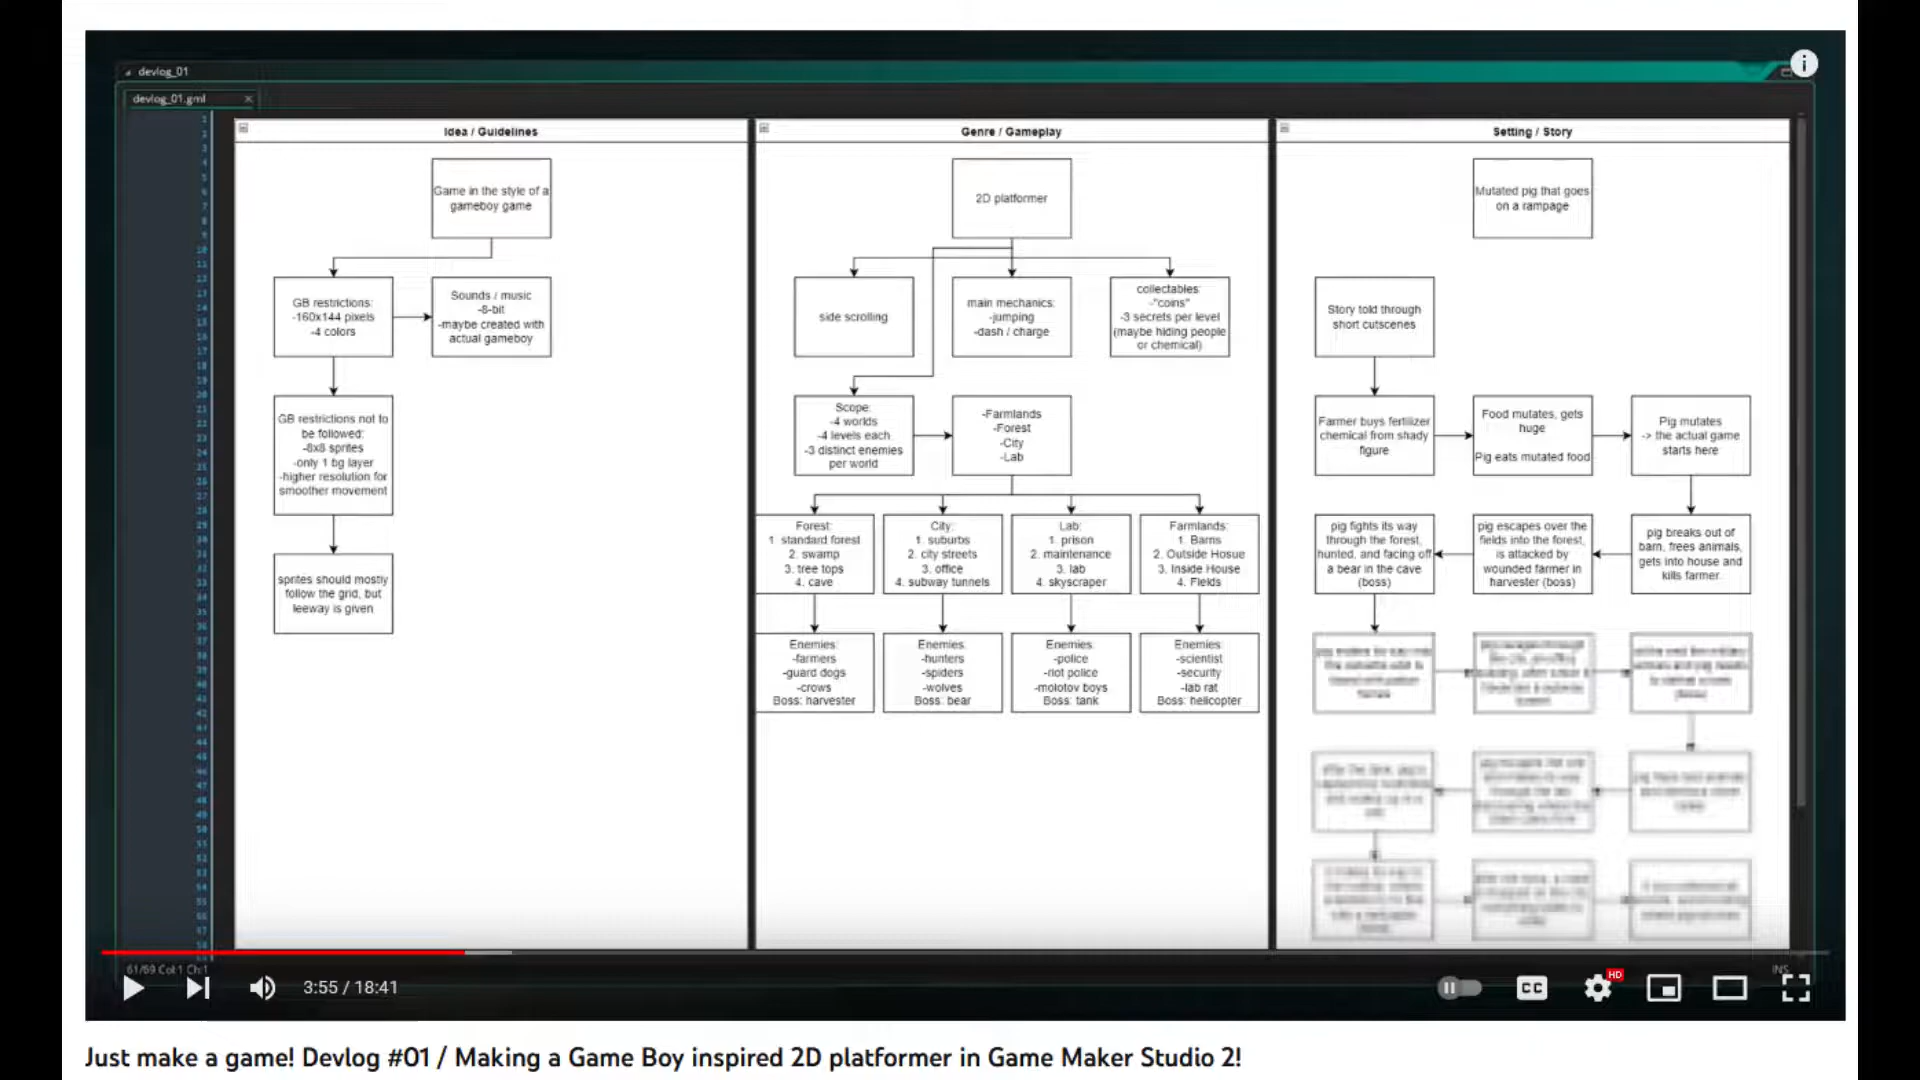 devlog_01
devlog_01.gml
Idea / Guidelines
Game in the style of a
gameboy game
GB restrictions:
-160x144 pixels
-4 colors
Sounds / music
-8-bit
-maybe created with
actual gameboy
GB restrictions not to
be followed:
-8x8 sprites
-only 1 bg layer
-higher resolution for
smoother movement
sprites should mostly
follow the grid, but
leeway is given
Genre / Gameplay
2D platformer
side scrolling
main mechanics:
-jumping
-dash / charge
collectables:
-"coins"
-3 secrets per level
(maybe hiding people
or chemical)
Scope:
-4 worlds
-4 levels each
-3 distinct enemies
per world
-Farmlands
-Forest
-City
-Lab
Forest:
1. standard forest
2. swamp
3. tree tops
4. cave
City:
1. suburbs
2. city streets
3. office
4. subway tunnels
Lab:
1. prison
2. maintenance
3. lab
4. skyscraper
Farmlands:
1. Barns
2. Outside Hosue
3. Inside House
4. Fields
Enemies:
-farmers
-guard dogs
-crows
Boss: harvester
Enemies:
-hunters
-spiders
-wolves
Boss: bear
Enemies:
-police
-riot police
-molotov boys
Boss: tank
Enemies:
-scientist
-security
-lab rat
Boss: helicopter
Setting / Story
Mutated pig that goes
on a rampage
Story told through
short cutscenes
Farmer buys fertilizer
chemical from shady
figure
Food mutates, gets
huge
Pig eats mutated food
Pig mutates
-> the actual game
starts here
pig fights its way
through the forest,
hunted, and facing off
a bear in the cave
(boss)
pig escapes over the
fields into the forest,
is attacked by
wounded farmer in
harvester (boss)
pig breaks out of
barn, frees animals,
gets into house and
kills farmer.
61/69 Col:1 Ch:1
INS
3:55 / 18:41
CC
HD
Just make a game! Devlog #01 / Making a Game Boy inspired 2D platformer in Game Maker Studio 2!